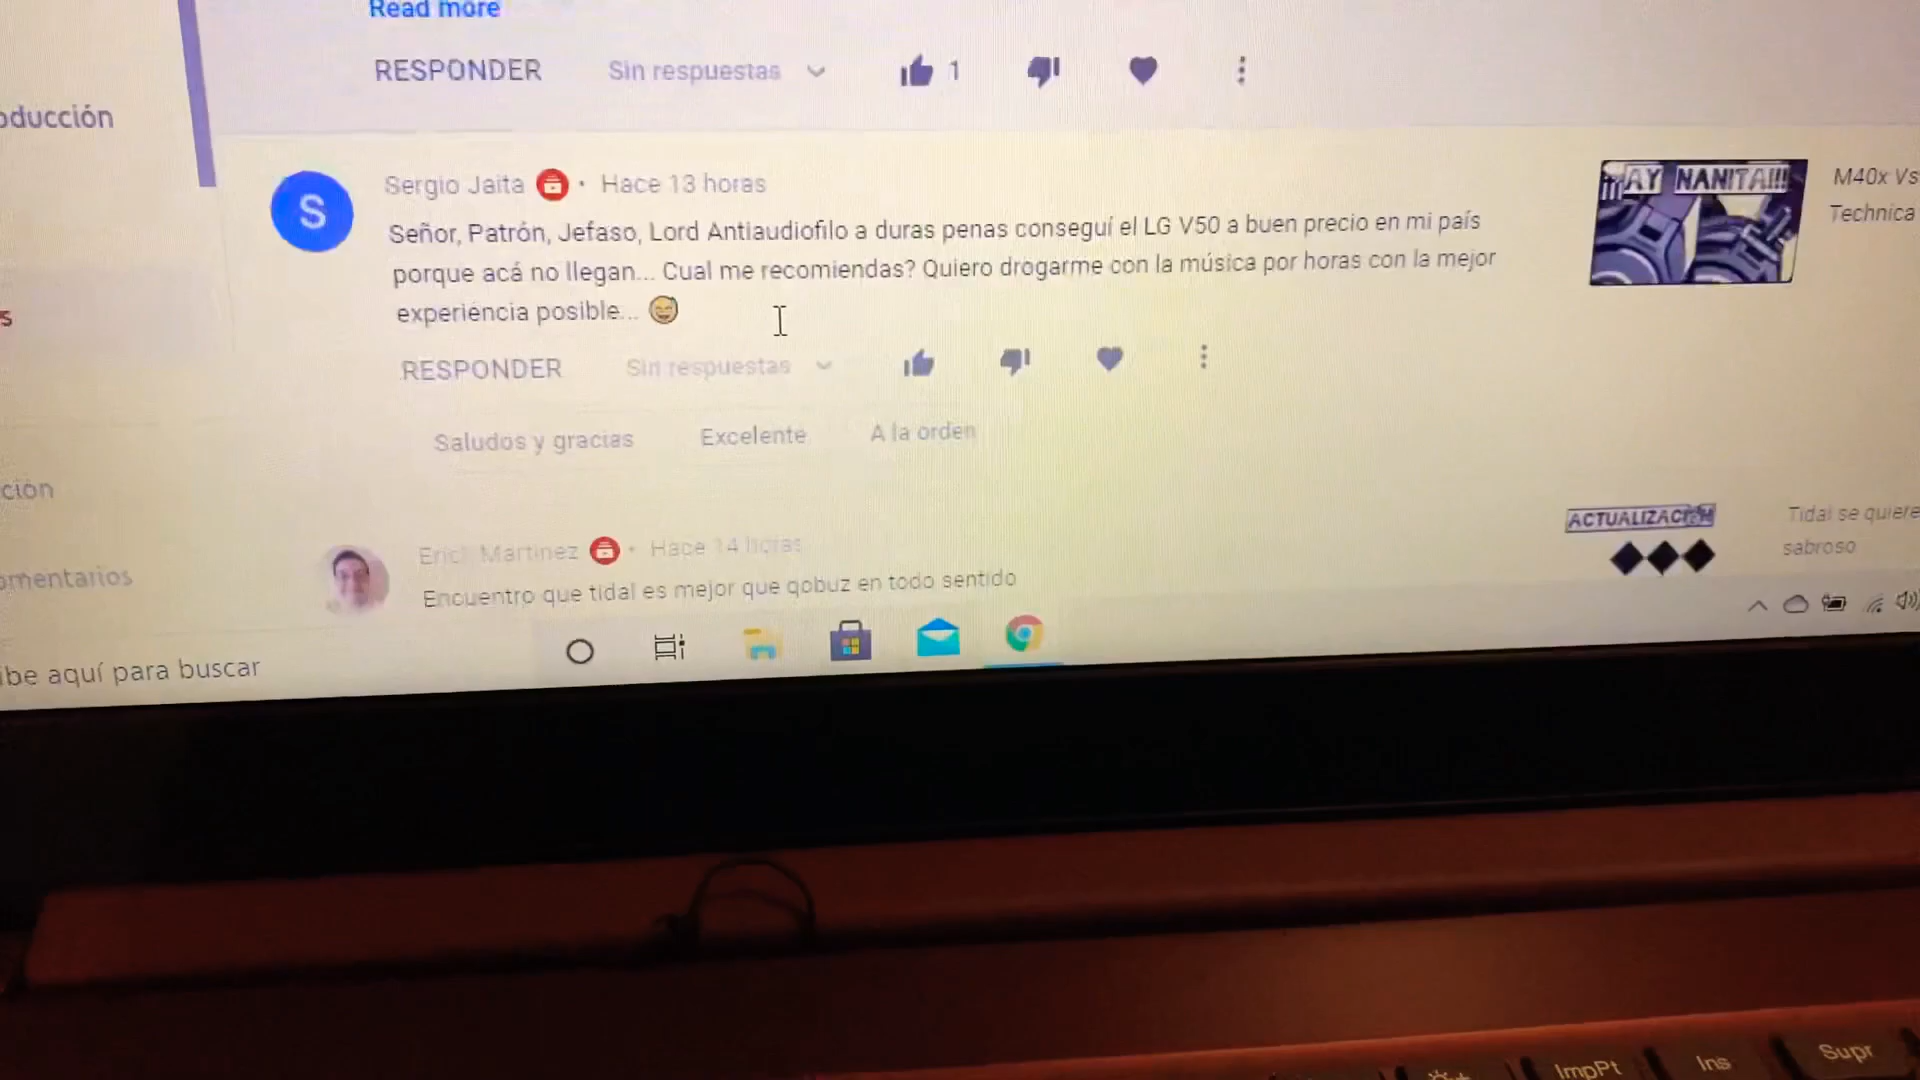 Read more
RESPONDER Sin respuestas 1
oducción
Sergio Jaita • Hace 13 horas
Señor, Patrón, Jefaso, Lord Antiaudiofilo a duras penas conseguí el LG V50 a buen precio en mi país
porque acá no llegan... Cual me recomiendas? Quiero drogarme con la música por horas con la mejor
experiencia posible...
S
AY NANITA!!!
M40x Vs
Technica
s
RESPONDER Sin respuestas
Saludos y gracias Excelente A la orden
ción
Erick Martinez • Hace 14 horas
Encuentro que tidal es mejor que qobuz en todo sentido
ACTUALIZACIÓN
Tidal se quiere
sabroso
omentarios
ibe aquí para buscar
ImpPt Ins Supr